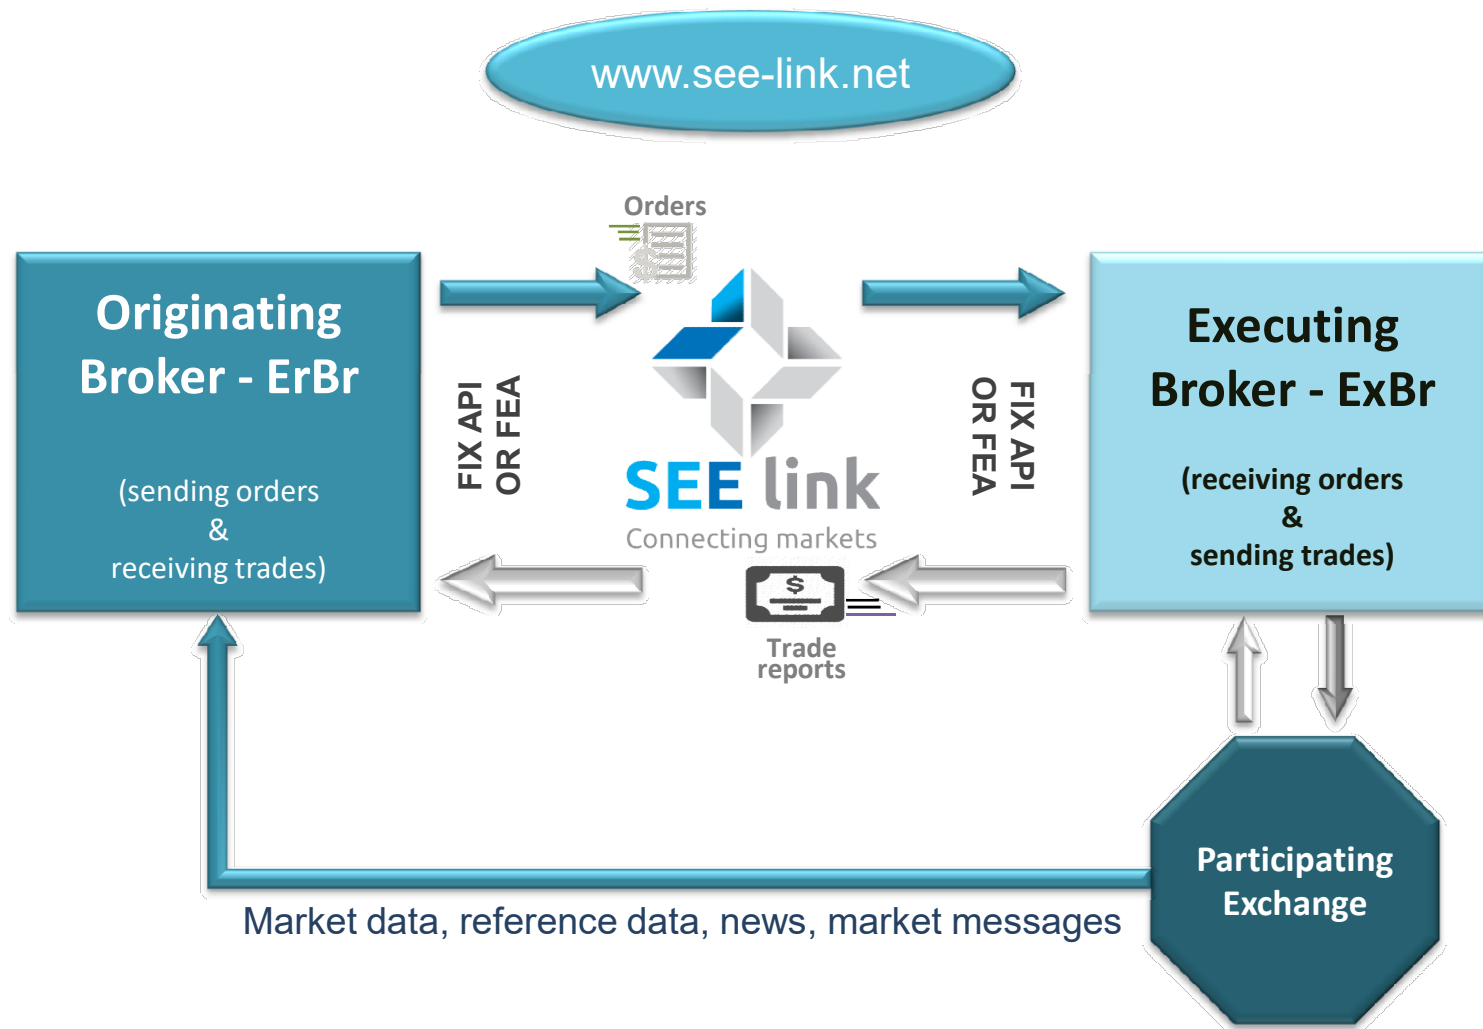 www.see-link.net
Orders
Originating
Broker - ErBr
(sending orders
&
receiving trades)
FIX API
OR FEA
SEE link
Connecting markets
FIX API
OR FEA
Executing
Broker - ExBr
(receiving orders
&
sending trades)
$
Trade
reports
Participating
Exchange
Market data, reference data, news, market messages